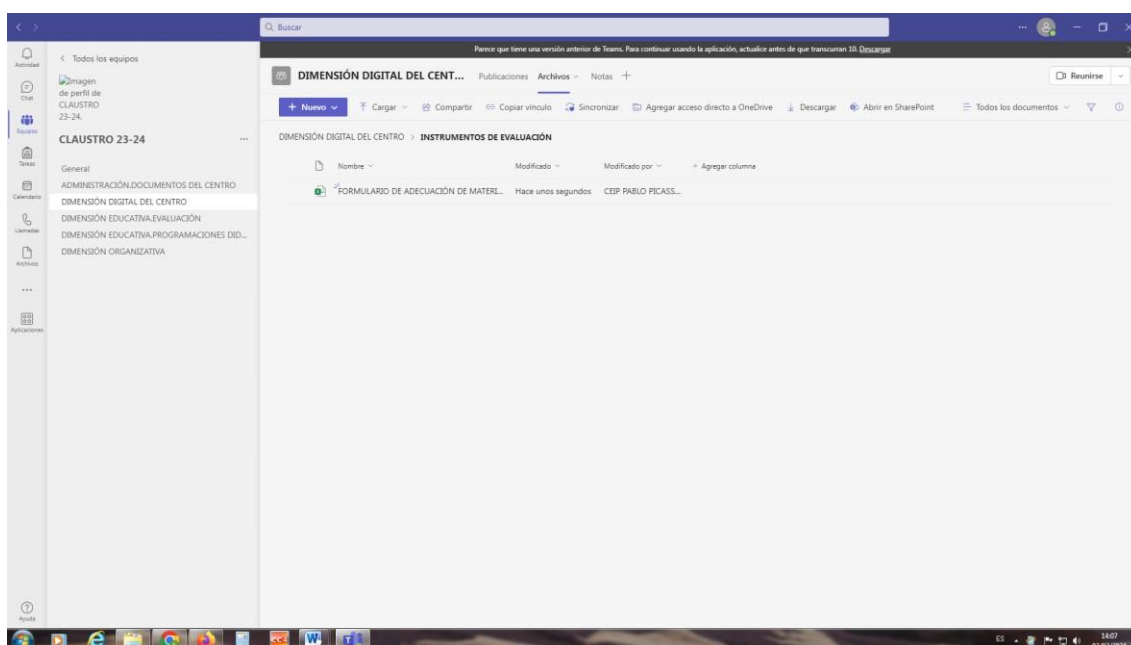 Buscar
Parece que tiene una versión anterior de Teams. Para continuar usando la aplicación, actualice antes de que transcurran 10. Descargar
Actividad
Chat
Equipos
Tareas
Calendario
Llamadas
Archivos
Aplicaciones
Ayuda
Todos los equipos
Imagen
de perfil de
CLAUSTRO
23-24.
CLAUSTRO 23-24
General
ADMINISTRACIÓN.DOCUMENTOS DEL CENTRO
DIMENSIÓN DIGITAL DEL CENTRO
DIMENSIÓN EDUCATIVA.EVALUACIÓN
DIMENSIÓN EDUCATIVA.PROGRAMACIONES DID...
DIMENSIÓN ORGANIZATIVA
DIMENSIÓN DIGITAL DEL CENT... Publicaciones Archivos Notas Reunirse
Nuevo Cargar Compartir Copiar vínculo Sincronizar Agregar acceso directo a OneDrive Descargar Abrir en SharePoint Todos los documentos
DIMENSIÓN DIGITAL DEL CENTRO > INSTRUMENTOS DE EVALUACIÓN
Nombre Modificado Modificado por + Agregar columna
FORMULARIO DE ADECUACIÓN DE MATERI... Hace unos segundos CEIP PABLO PICASS...
ES 14:07